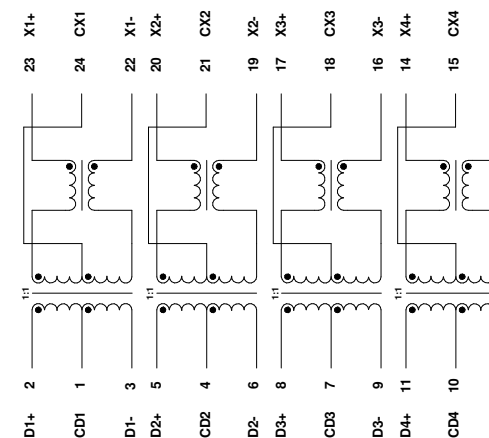 X1+ CX1 X1- X2+ CX2 X2- X3+ CX3 X3- X4+ CX4
23 24 22 20 21 19 17 18 16 14 15
1:1 1:1 1:1 1:1
2 1 3 5 4 6 8 7 9 11 10
D1+ CD1 D1- D2+ CD2 D2- D3+ CD3 D3- D4+ CD4